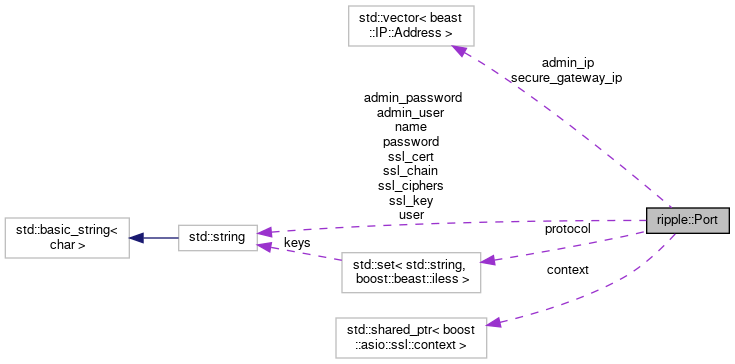 std::vector< beast
::IP::Address >
admin_ip
secure_gateway_ip
admin_password
admin_user
name
password
ssl_cert
ssl_chain
ssl_ciphers
ssl_key
user
ripple::Port
std::basic_string<
char >
std::string
keys
protocol
std::set< std::string,
boost::beast::iless >
context
std::shared_ptr< boost
::asio::ssl::context >